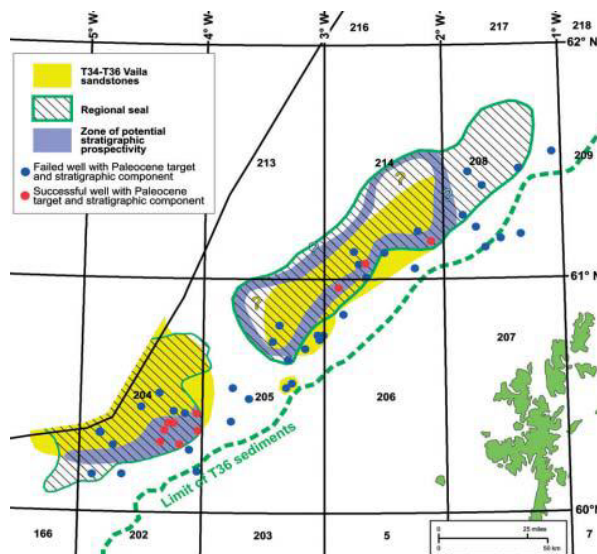 5° W
4° W
3° W
216
2° W
217
1° W
218
62° N
T34-T36 Vaila
sandstones
Regional seal
Zone of potential
stratigraphic
prospectivity
Failed well with Paleocene target
and stratigraphic component
Successful well with Paleocene
target and stratigraphic component
213
214
208
209
?
61° N
?
207
204
205
206
Limit of T36 sediments
60° N
166
202
203
5
7
0 25 miles
0 50 km